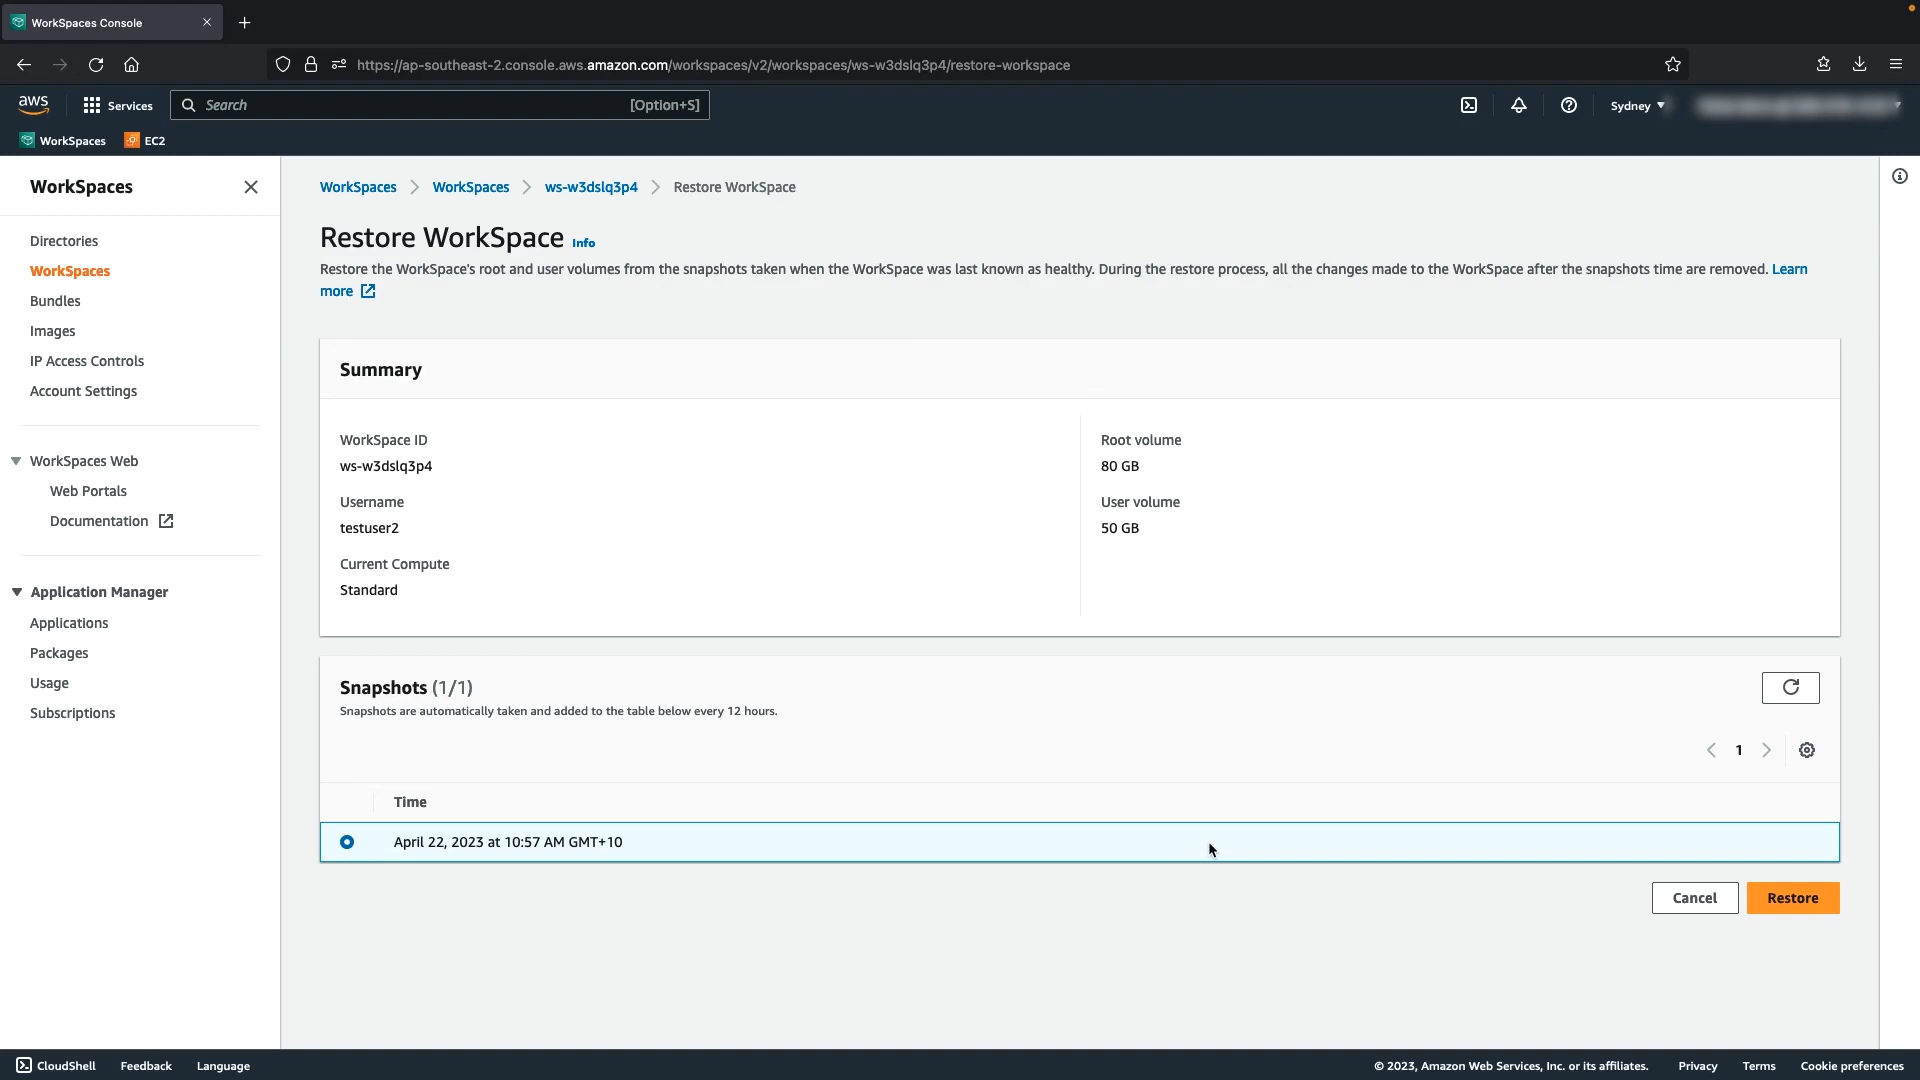 WorkSpaces Console
https://ap-southeast-2.console.aws.amazon.com/workspaces/v2/workspaces/ws-w3dslq3p4/restore-workspace
aws
Services
Search
[Option+S]
Sydney
WorkSpaces
EC2
WorkSpaces
Directories
WorkSpaces
Bundles
Images
IP Access Controls
Account Settings
WorkSpaces Web
Web Portals
Documentation
Application Manager
Applications
Packages
Usage
Subscriptions
WorkSpaces
WorkSpaces
ws-w3dslq3p4
Restore WorkSpace
Restore WorkSpace Info
Restore the WorkSpace's root and user volumes from the snapshots taken when the WorkSpace was last known as healthy. During the restore process, all the changes made to the WorkSpace after the snapshots time are removed. Learn
more
Summary
WorkSpace ID
ws-w3dslq3p4
Username
testuser2
Current Compute
Standard
Root volume
80 GB
User volume
50 GB
Snapshots (1/1)
Snapshots are automatically taken and added to the table below every 12 hours.
1
Time
April 22, 2023 at 10:57 AM GMT+10
Cancel
Restore
CloudShell
Feedback
Language
© 2023, Amazon Web Services, Inc. or its affiliates.
Privacy
Terms
Cookie preferences